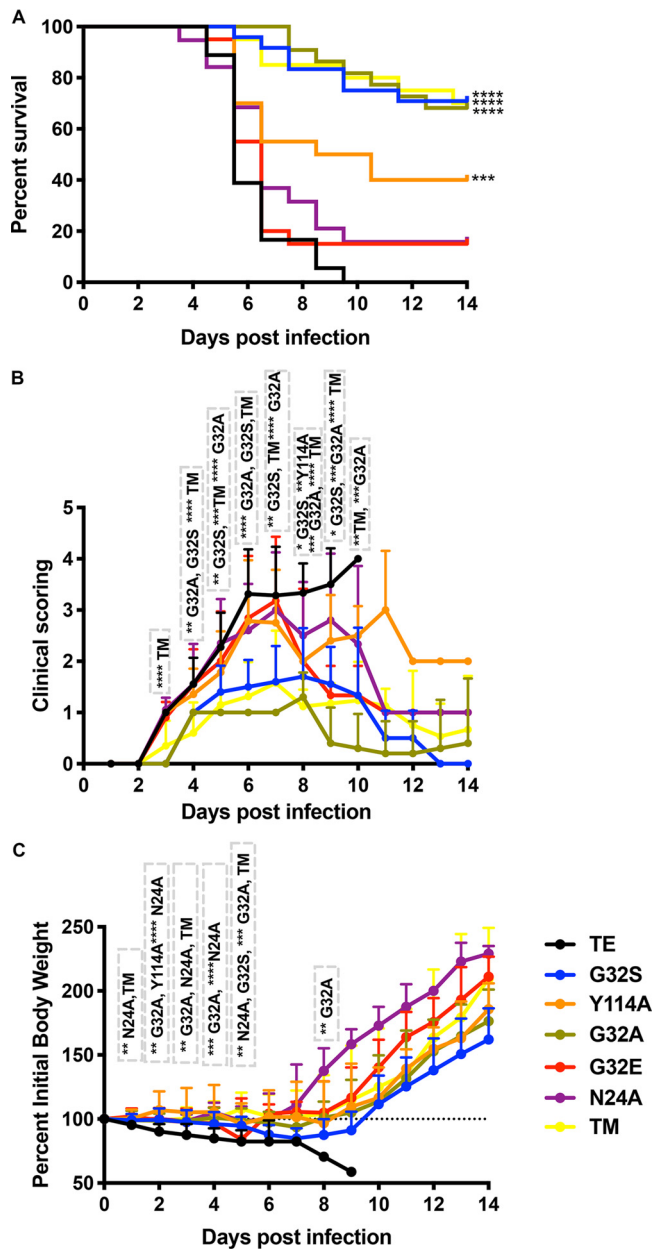 A
Percent survival
100
80
60
40
20
0
****
****
****
***
0 2 4 6 8 10 12 14
Days post infection
B
Clinical scoring
5
4
3
2
1
0
**** TM
** G32A, G32S **** TM
** G32S,***TM **** G32A
**** G32A, G32S,TM
** G32S, TM **** G32A
* G32S **Y114A
*** G32A, **** TM
* G32S, ***G32A **** TM
**TM, ***G32A
0 2 4 6 8 10 12 14
Days post infection
C
Percent Initial Body Weight
250
200
150
100
50
** N24A,TM
** G32A, Y114A**** N24A
** G32A, N24A, TM
*** G32A, ****N24A
** N24A, G32S, *** G32A, TM
** G32A
0 2 4 6 8 10 12 14
Days post infection
TE
G32S
Y114A
G32A
G32E
N24A
TM